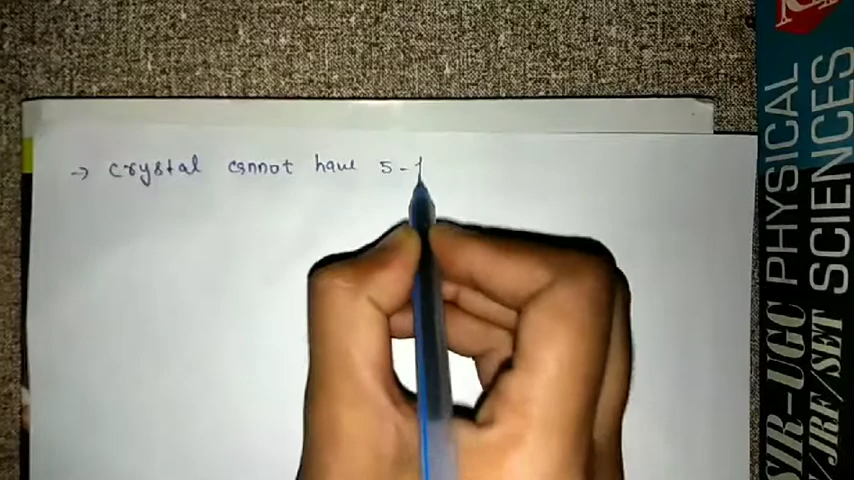 → crystal cannot have 5-f
CSIR-UGC
/JRF/SET
PHYSICAL
SCIENCES